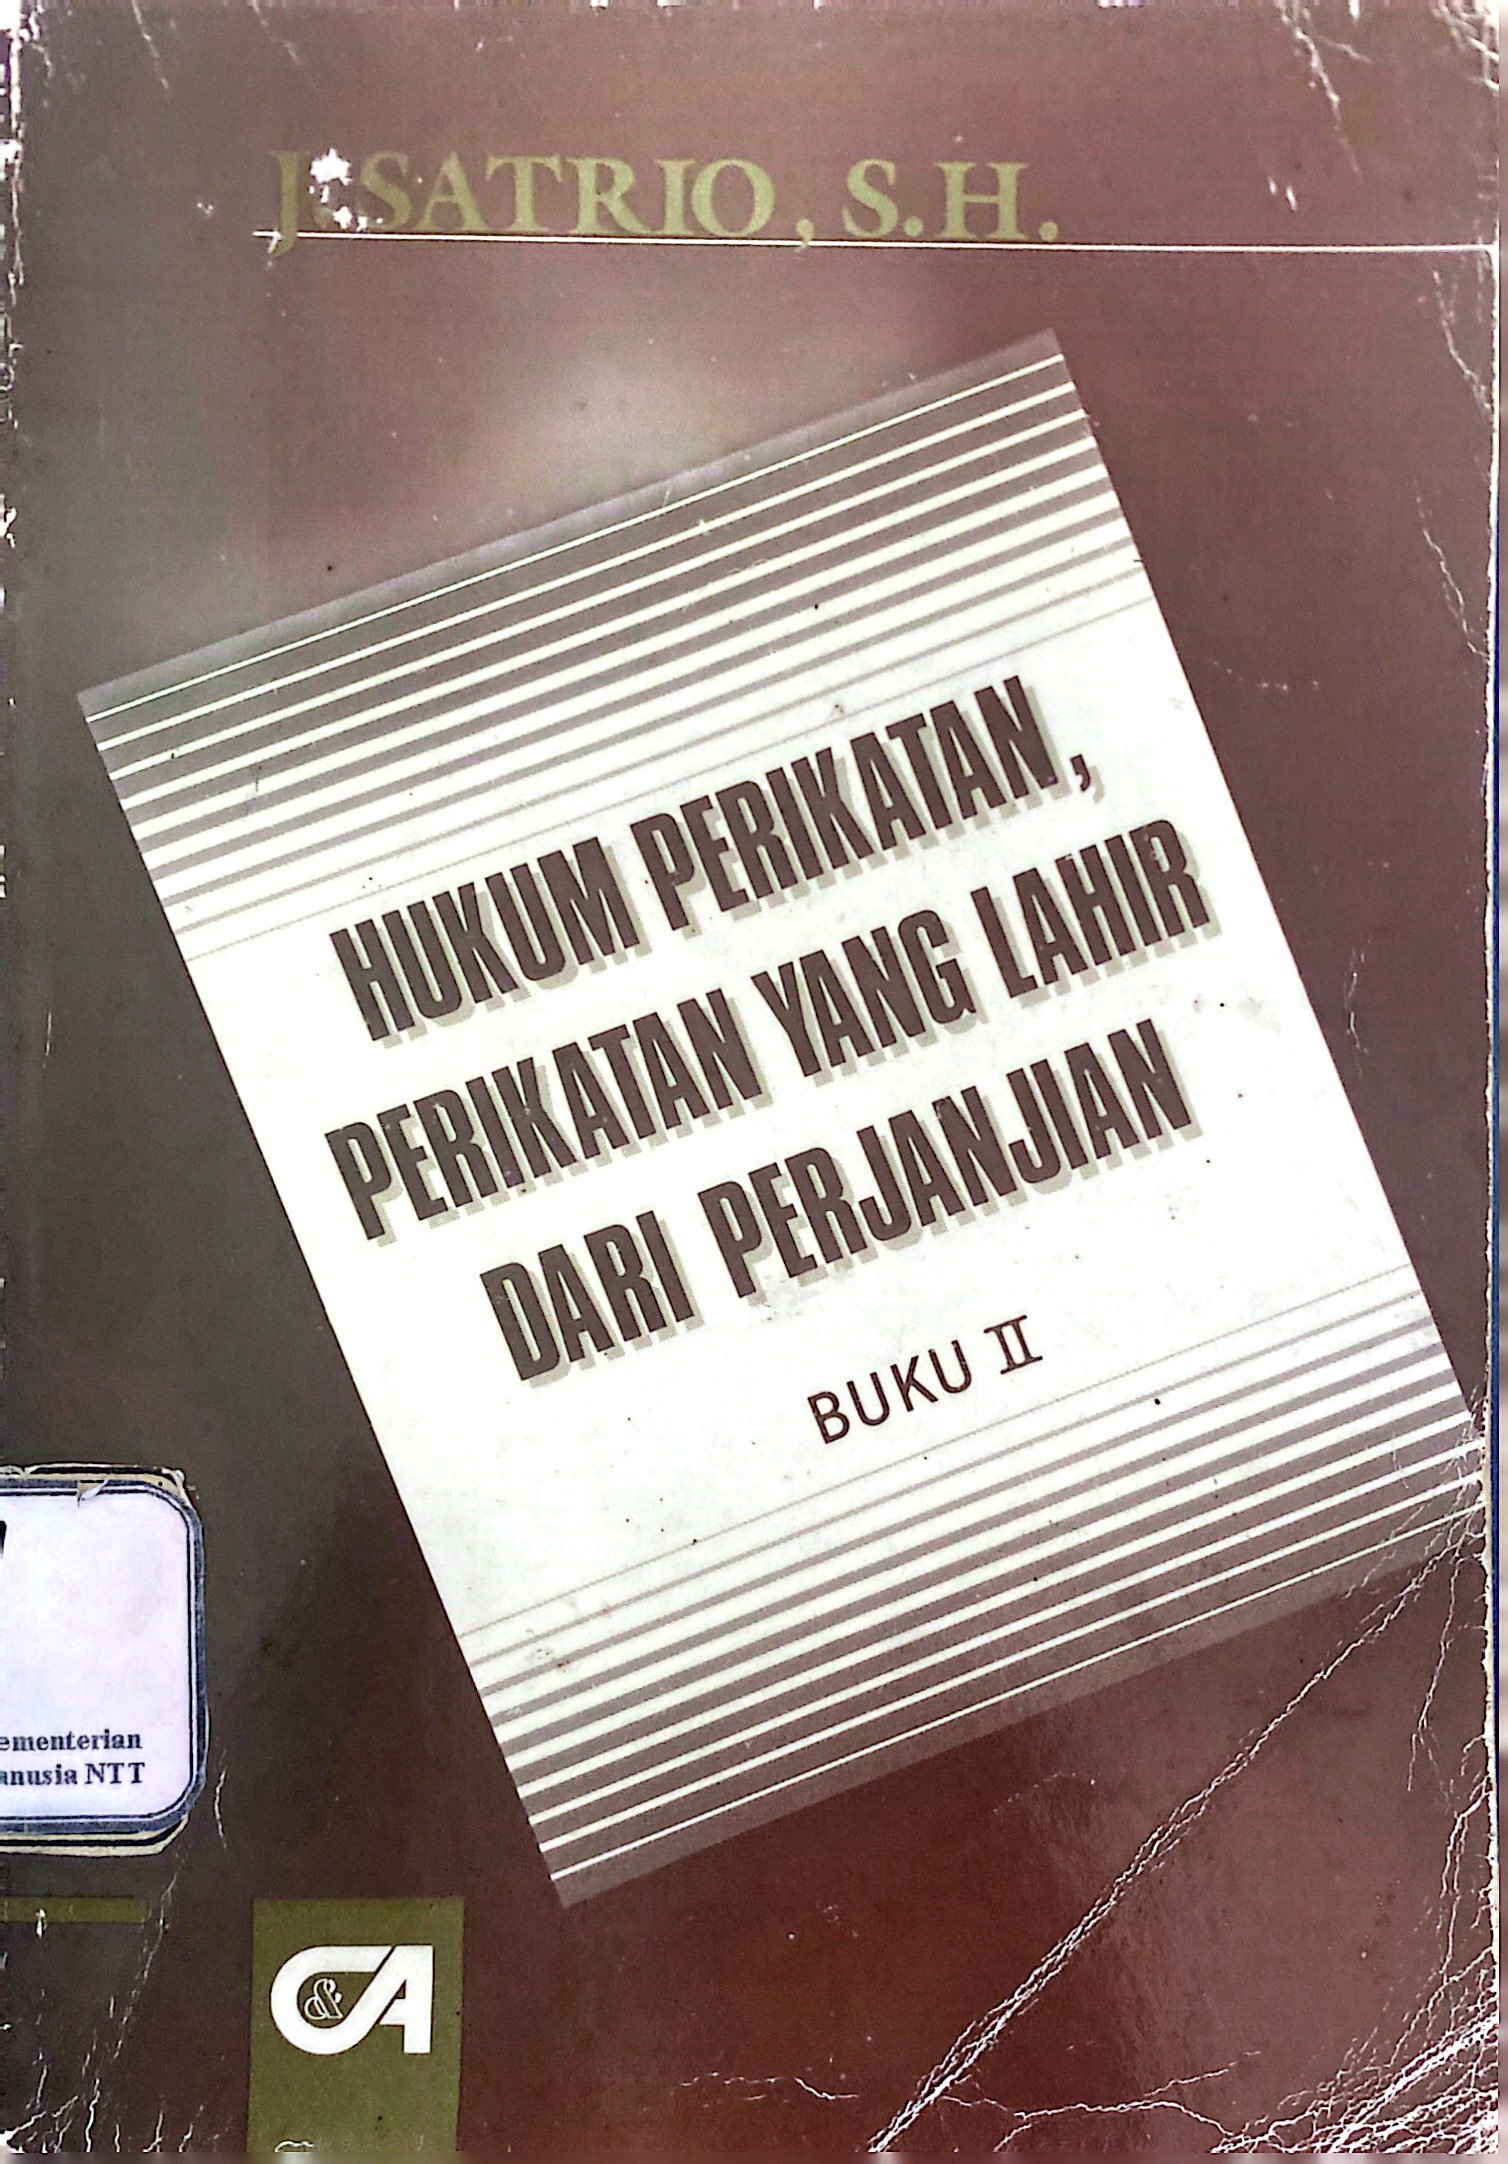 J. SATRIO, S.H.
HUKUM PERIKATAN,
PERIKATAN YANG LAHIR
DARI PERJANJIAN
BUKU II
ementerian
anusia NTT
C&A